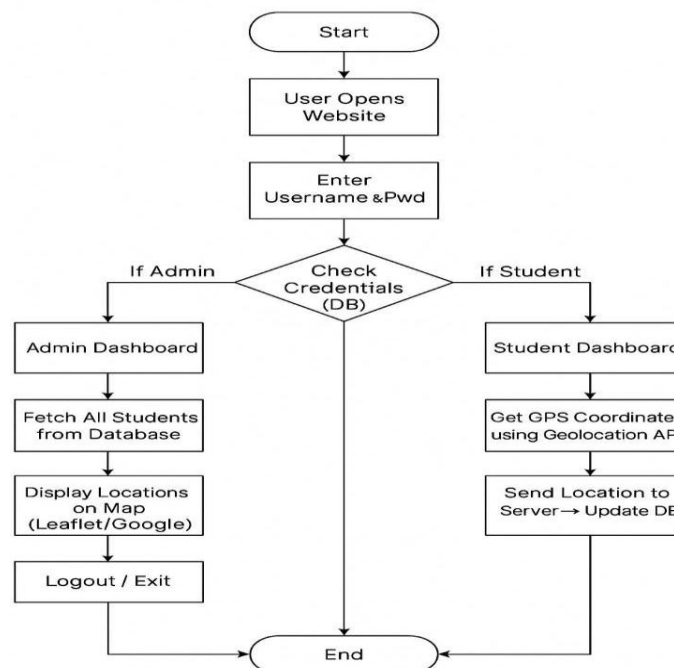 Start
User Opens
Website
Enter
Username &Pwd
If Admin
Check
Credentials
(DB)
If Student
Admin Dashboard
Fetch All Students
from Database
Display Locations
on Map
(Leaflet/Google)
Logout / Exit
Student Dashboard
Get GPS Coordinate
using Geolocation AP
Send Location to
Server→ Update DB
End